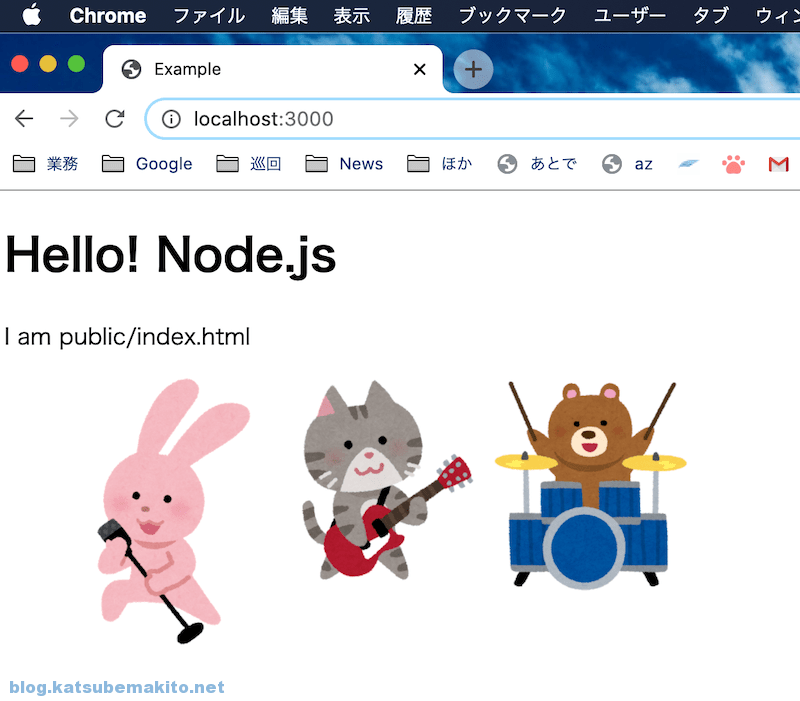 Chrome ファイル 編集 表示 履歴 ブックマーク ユーザー タブ ウィン
Example
localhost:3000
業務 Google 巡回 News ほか あとで az
Hello! Node.js
I am public/index.html
blog.katsubemakito.net